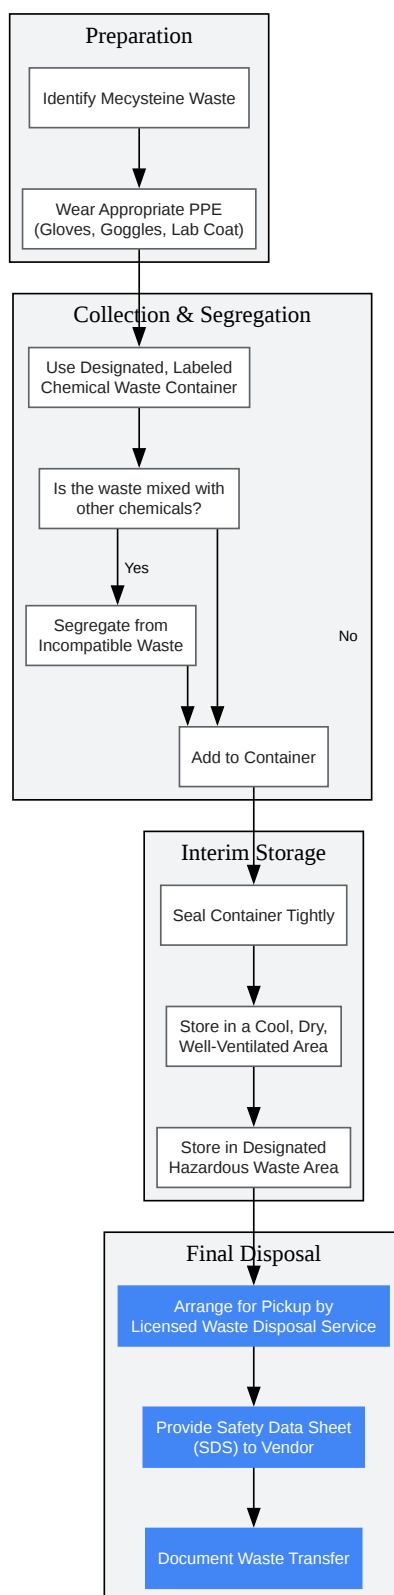 Preparation
Identify Mecysteine Waste
Wear Appropriate PPE
(Gloves, Goggles, Lab Coat)
Collection & Segregation
Use Designated, Labeled
Chemical Waste Container
Is the waste mixed with
other chemicals?
Yes
Segregate from
Incompatible Waste
No
Add to Container
Interim Storage
Seal Container Tightly
Store in a Cool, Dry,
Well-Ventilated Area
Store in Designated
Hazardous Waste Area
Final Disposal
Arrange for Pickup by
Licensed Waste Disposal Service
Provide Safety Data Sheet
(SDS) to Vendor
Document Waste Transfer